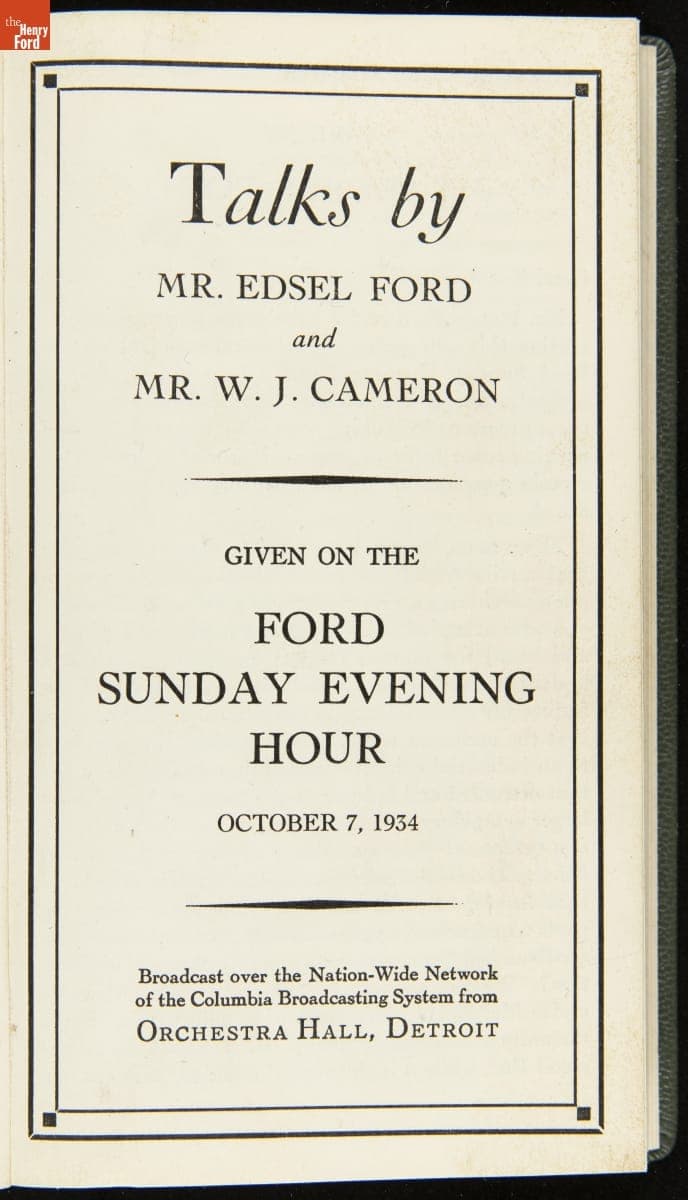 the
Henry
Ford
Talks by
MR. EDSEL FORD
and
MR. W. J. CAMERON
GIVEN ON THE
FORD
SUNDAY EVENING
HOUR
OCTOBER 7, 1934
Broadcast over the Nation-Wide Network
of the Columbia Broadcasting System from
ORCHESTRA HALL, DETROIT